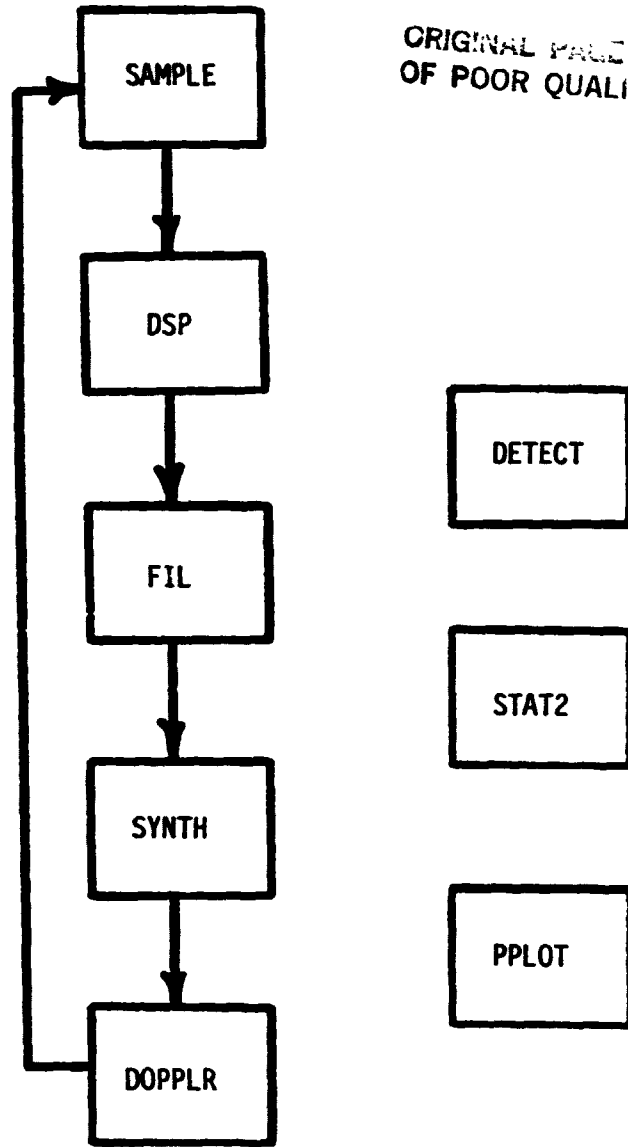 ORIGINAL
OF POOR
SAMPLE
DSP
FIL
SYNTH
DOPPLR
DETECT
STAT2
PPLOT